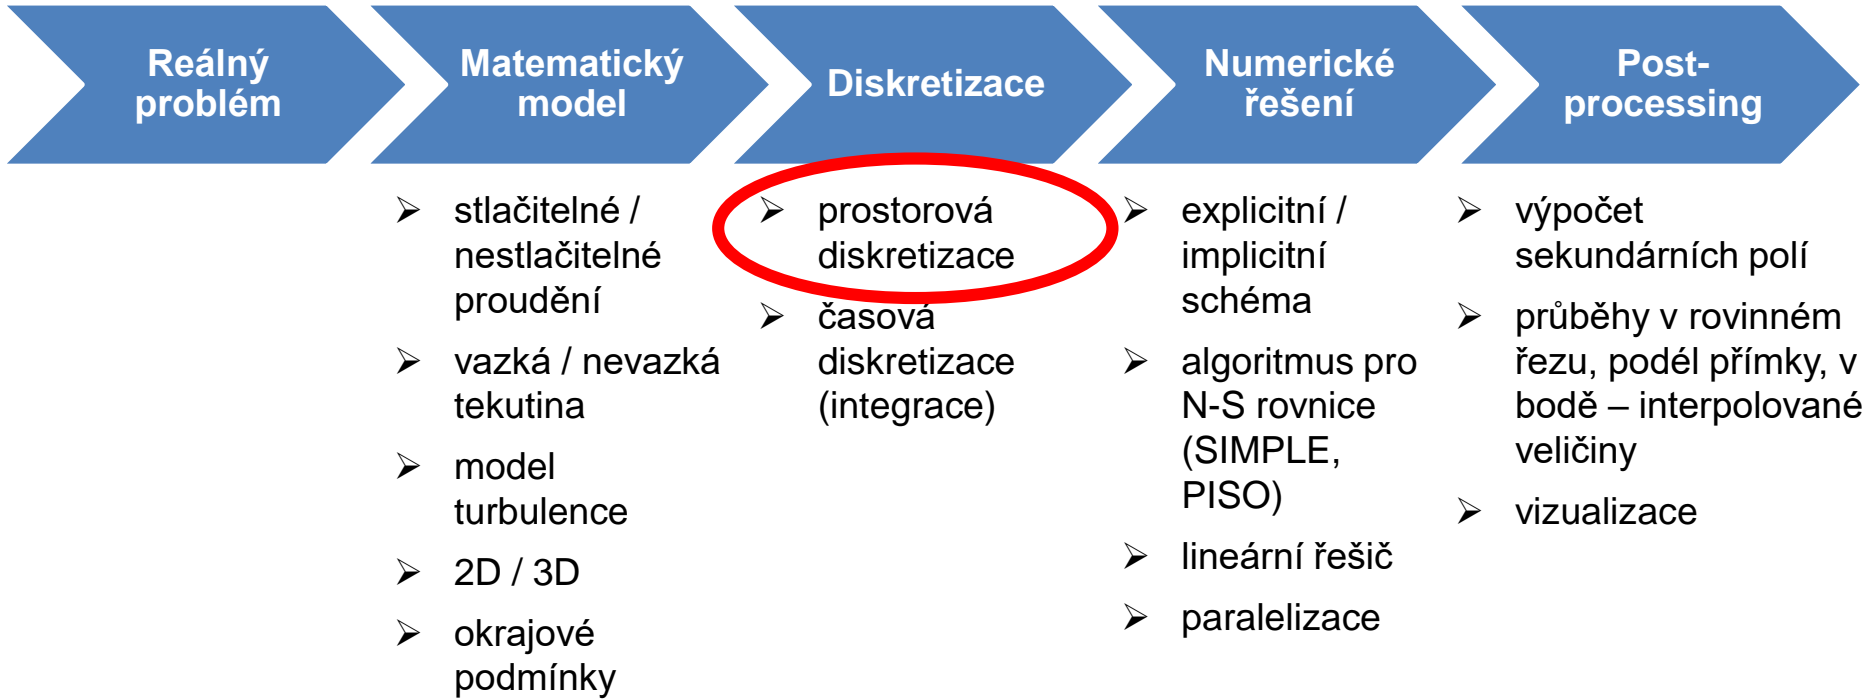 Reálný
problém
Matematický
model
Diskretizace
Numerické
řešení
Post-
processing
➢ stlačitelné /
nestlačitelné
proudění
➢ vazká / nevazká
tekutina
➢ model
turbulence
➢ 2D / 3D
➢ okrajové
podmínky
➢ prostorová
diskretizace
➢ časová
diskretizace
(integrace)
➢ explicitní /
implicitní
schéma
➢ algoritmus pro
N-S rovnice
(SIMPLE,
PISO)
➢ lineární řešič
➢ paralelizace
➢ výpočet
sekundárních polí
➢ průběhy v rovinném
řezu, podél přímky, v
bodě – interpolované
veličiny
➢ vizualizace